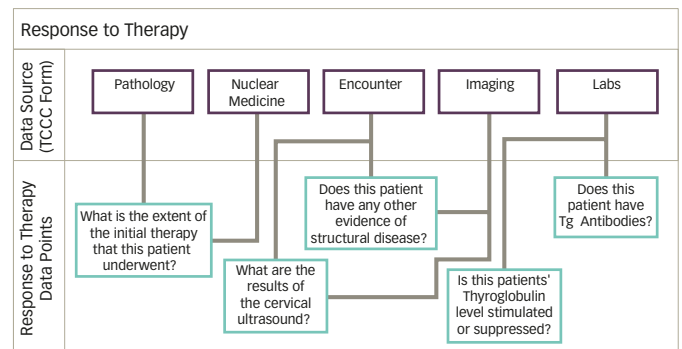 Response to Therapy
Data Source
(TCCC Form)
Pathology
Nuclear
Medicine
Encounter
Imaging
Labs
Response to Therapy
Data Points
What is the extent of
the initial therapy
that this patient
underwent?
Does this patient
have any other
evidence of
structural disease?
Does this
patient have
Tg Antibodies?
What are the
results of
the cervical
ultrasound?
Is this patients'
Thyroglobulin
level stimulated
or suppressed?